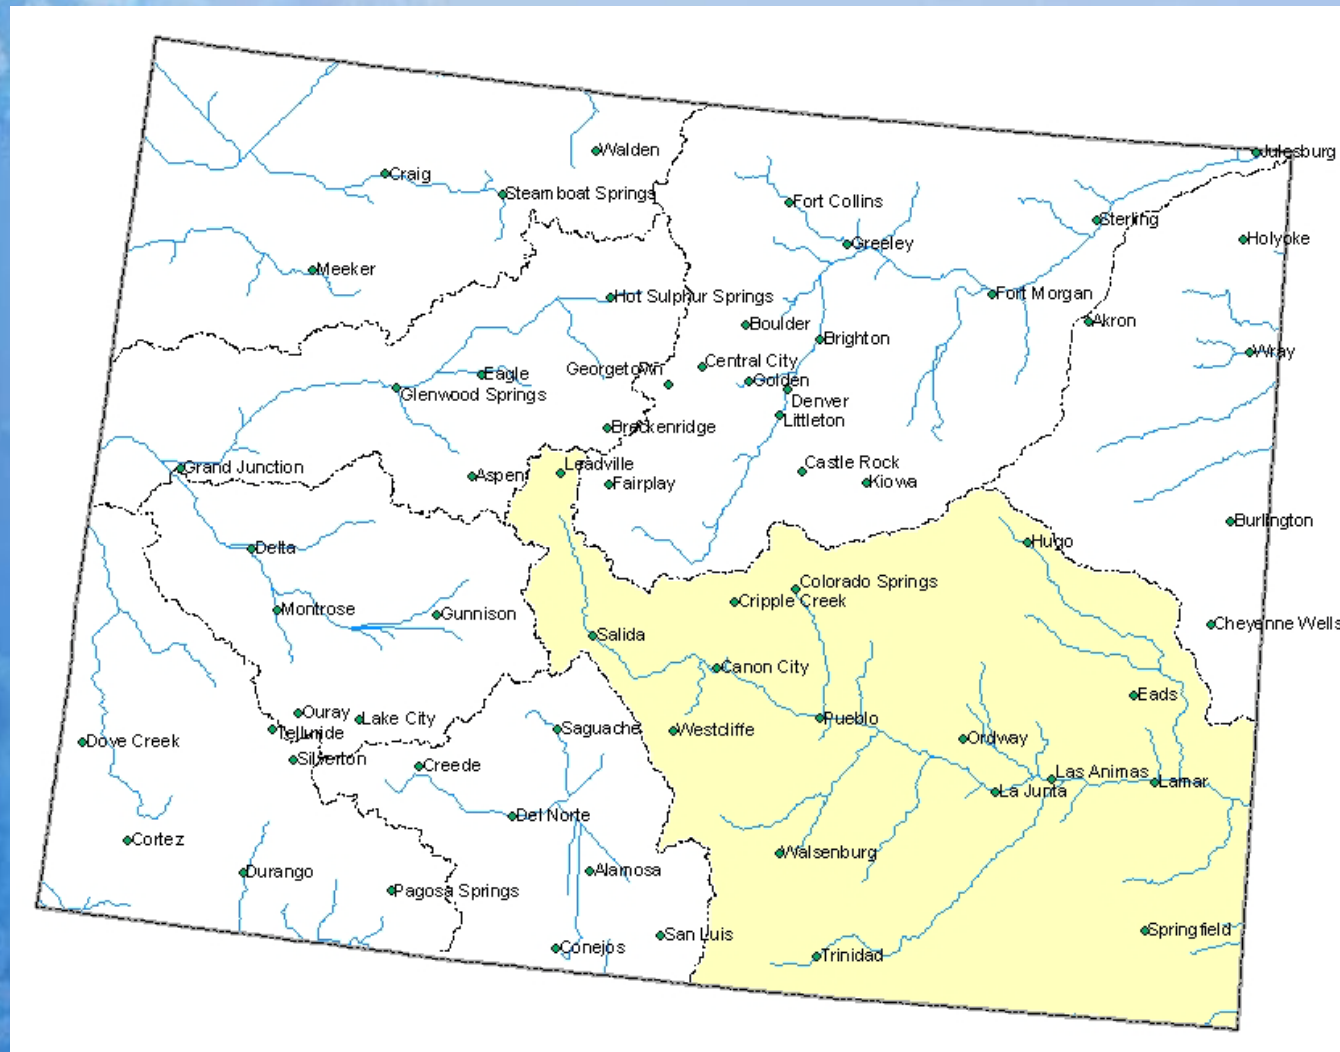 Julesburg
Walden
Craig
Steamboat Springs
Fort Collins
Sterling
Holyoke
Greeley
Meeker
Hot Sulphur Springs
Fort Morgan
Boulder
Akron
Brighton
Wray
Central City
Georgetown
Eagle
Golden
Glenwood Springs
Denver
Littleton
Breckenridge
Leadville
Castle Rock
Grand Junction
Aspen
Fairplay
Kiowa
Burlington
Delta
Hugo
Colorado Springs
Cripple Creek
Montrose
Gunnison
Cheyenne Wells
Salida
Canon City
Eads
Ouray
Lake City
Pueblo
Telluride
Saguache
Westcliffe
Dove Creek
Ordway
Silverton
Creede
Las Animas
Lamar
La Junta
Del Norte
Cortez
Walsenburg
Durango
Alamosa
Pagosa Springs
Springfield
San Luis
Conejos
Trinidad